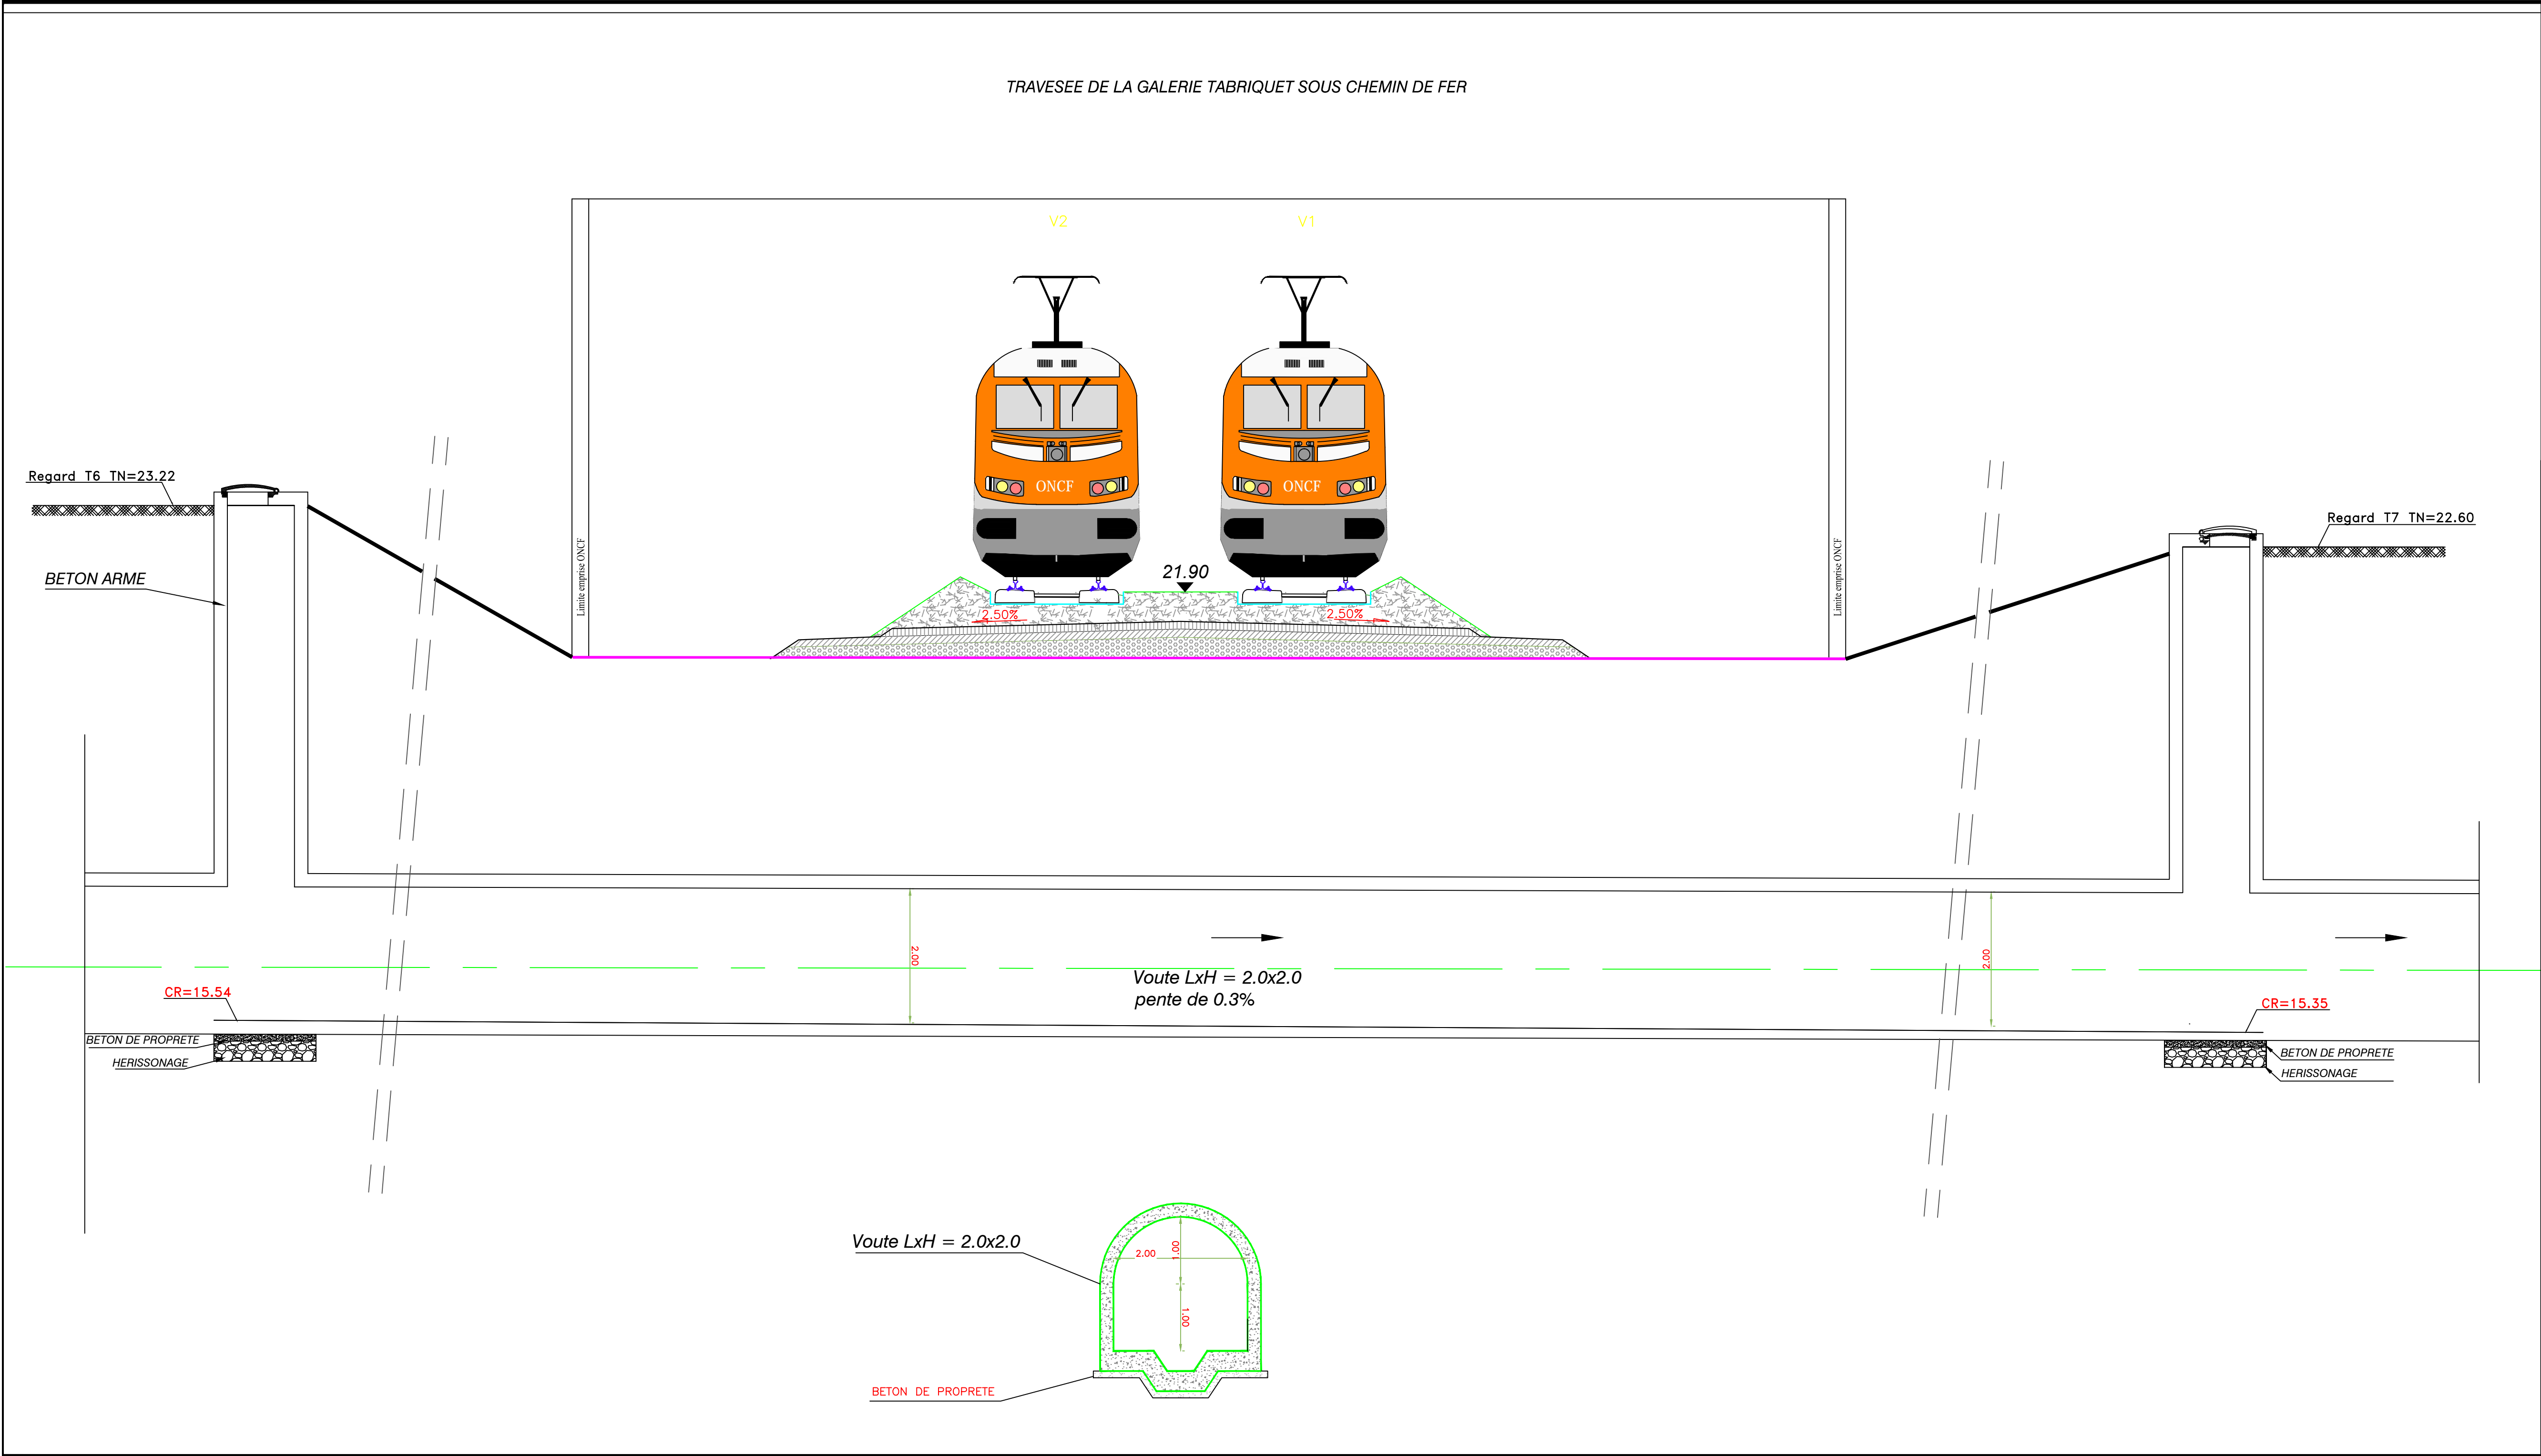 TRAVESEE DE LA GALERIE TABRIQUET SOUS CHEMIN DE FER
V2
V1
Regard T6 TN=23.22
Regard T7 TN=22.60
BETON ARME
Limite emprise ONCF
ONCF
ONCF
Limite emprise ONCF
21.90
2.50%
2.50%
2.00
2.00
Voute LxH = 2.0x2.0
pente de 0.3%
CR=15.54
CR=15.35
BETON DE PROPRETE
HERISSONAGE
BETON DE PROPRETE
HERISSONAGE
Voute LxH = 2.0x2.0
2.00
1.00
1.00
BETON DE PROPRETE